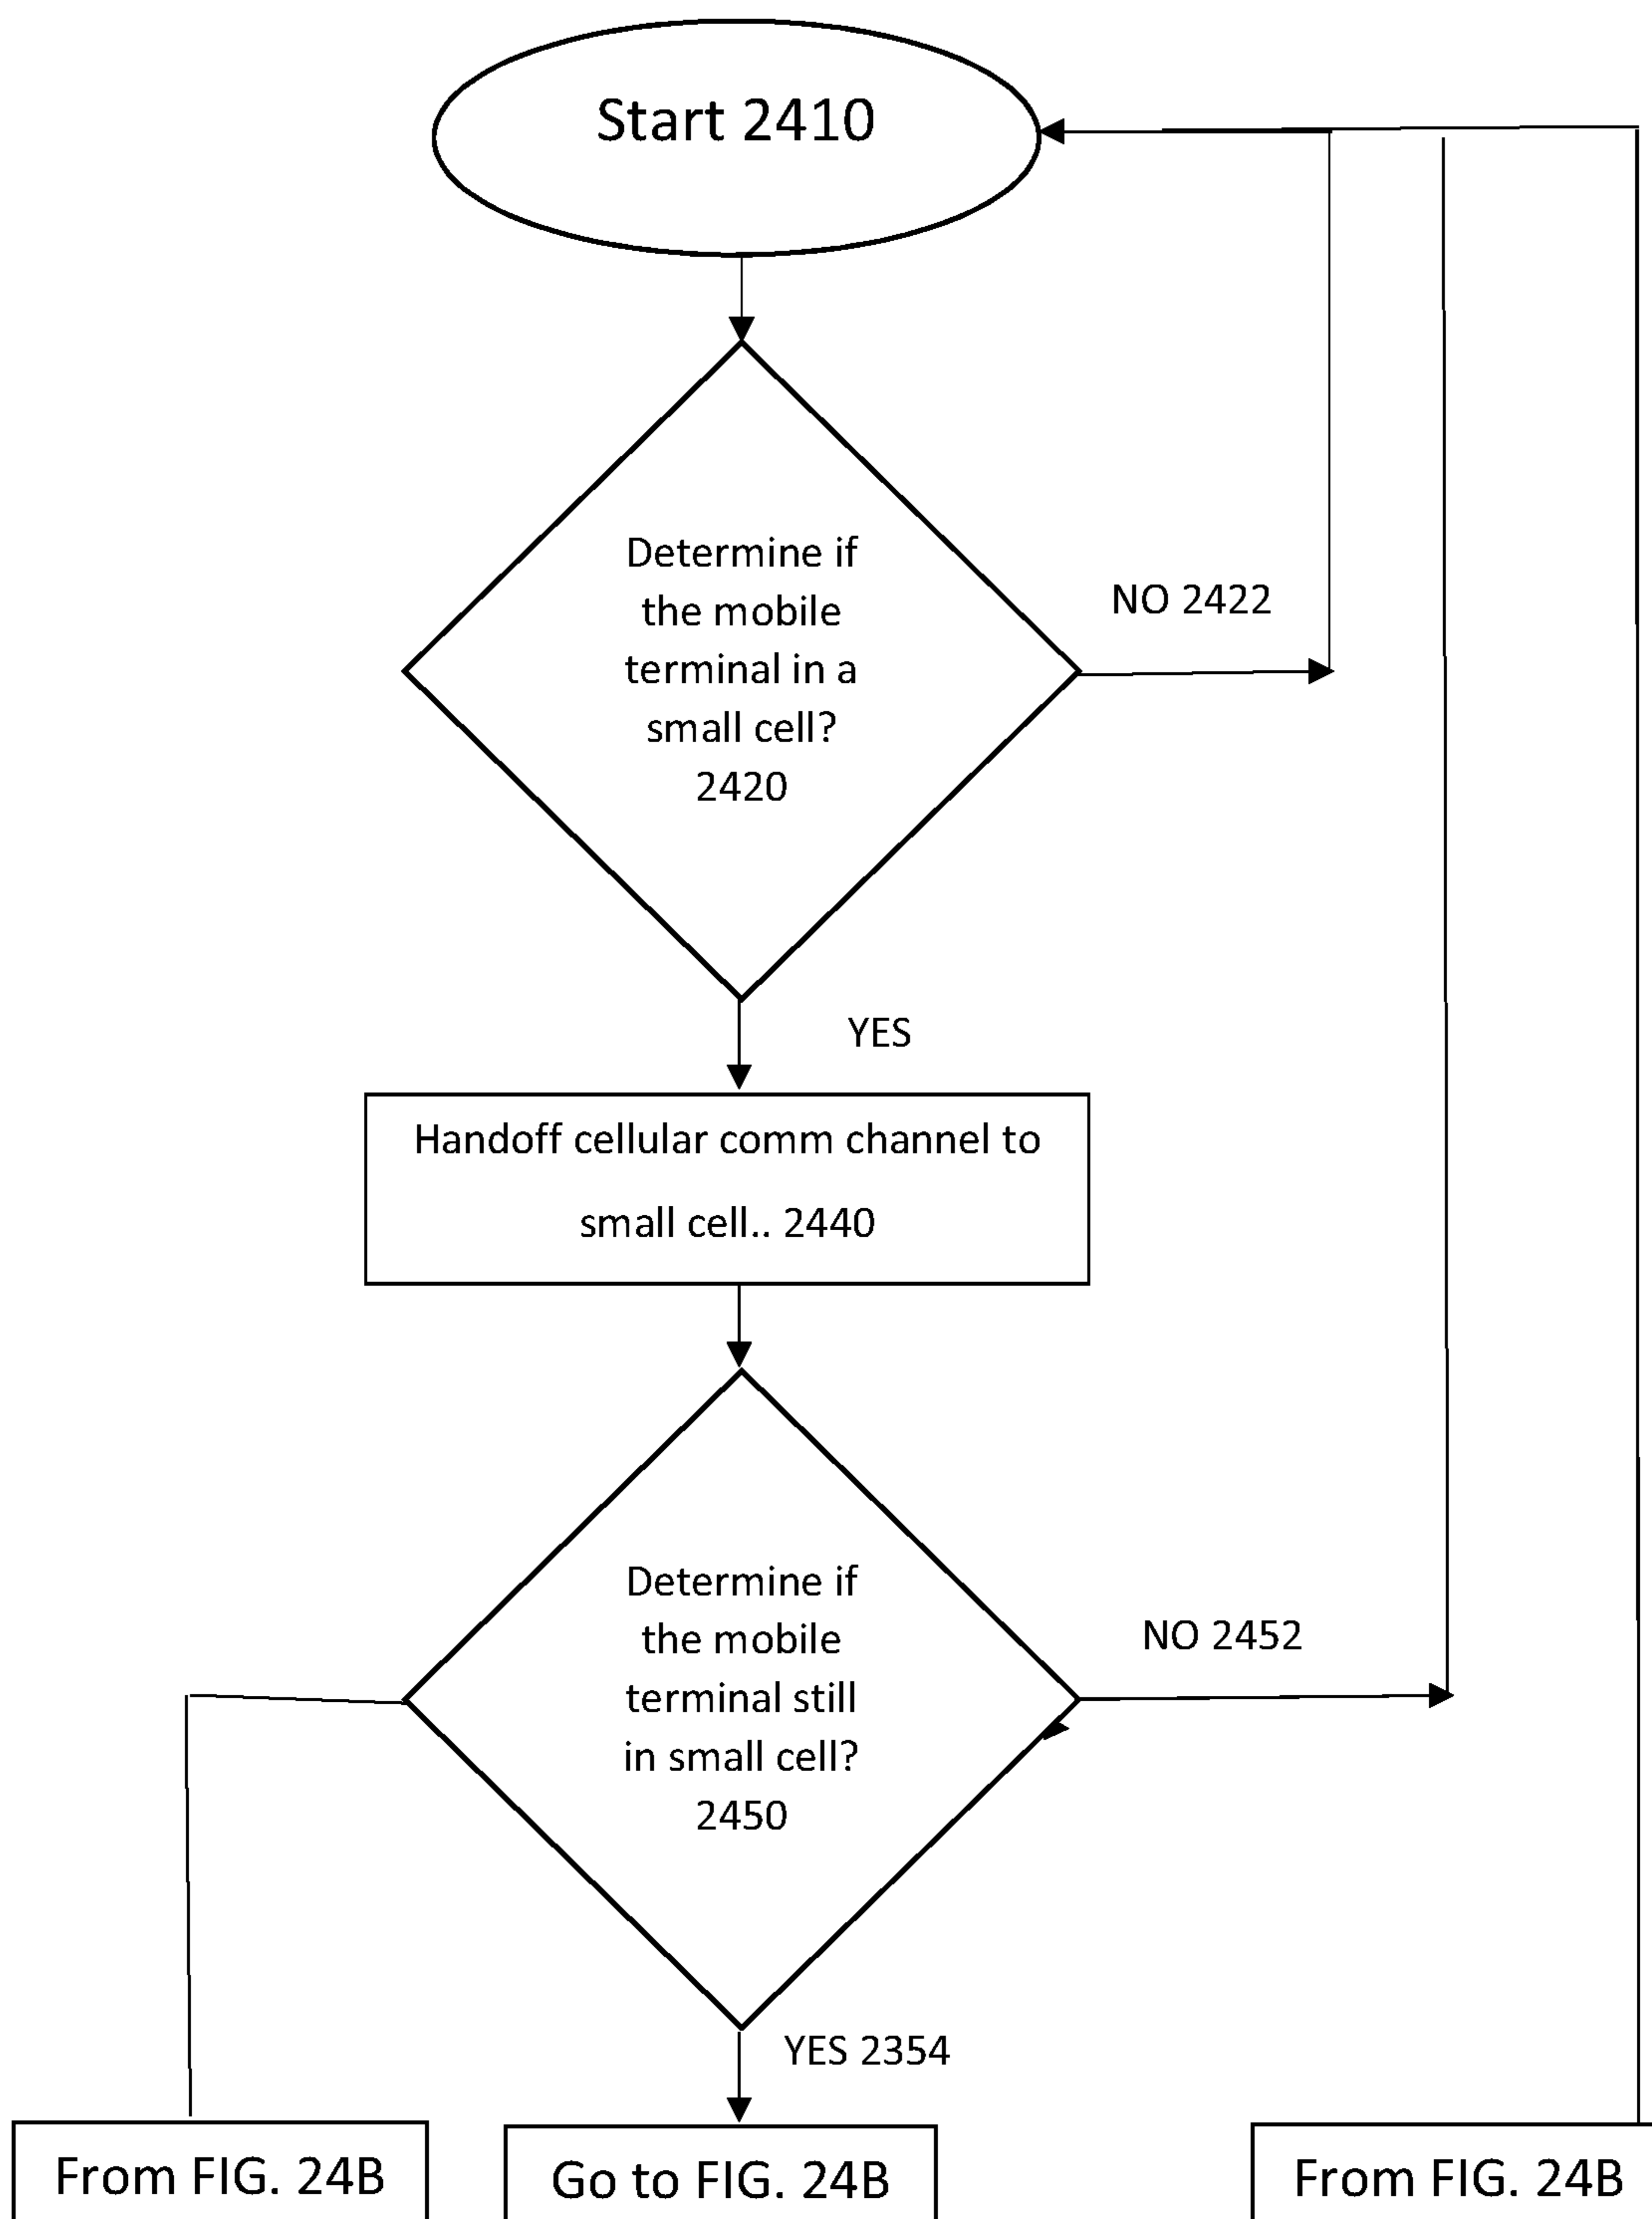 Start 2410
Determine if
the mobile
terminal in a
small cell?
2420
NO 2422
YES
Handoff cellular comm channel to
small cell.. 2440
Determine if
the mobile
terminal still
in small cell?
2450
NO 2452
YES 2354
From FIG. 24B
Go to FIG. 24B
From FIG. 24B